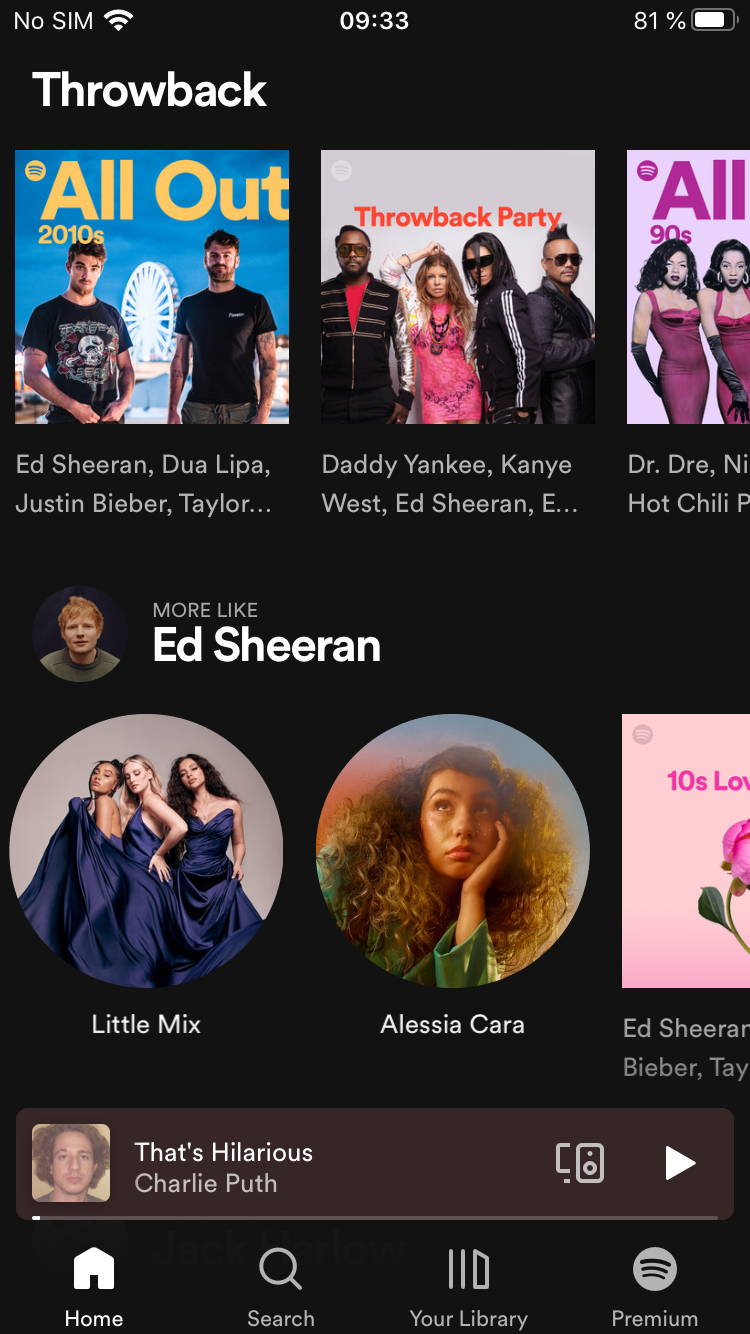 No SIM 09:33 81 %
Throwback
All Out
2010s
Throwback Party
All
90s
Ed Sheeran, Dua Lipa,
Justin Bieber, Taylor...
Daddy Yankee, Kanye
West, Ed Sheeran, E...
Dr. Dre, Ni
Hot Chili P
MORE LIKE
Ed Sheeran
10s Lov
Little Mix
Alessia Cara
Ed Sheeran
Bieber, Tay
That's Hilarious
Charlie Puth
Jack Harlow
Home Search Your Library Premium